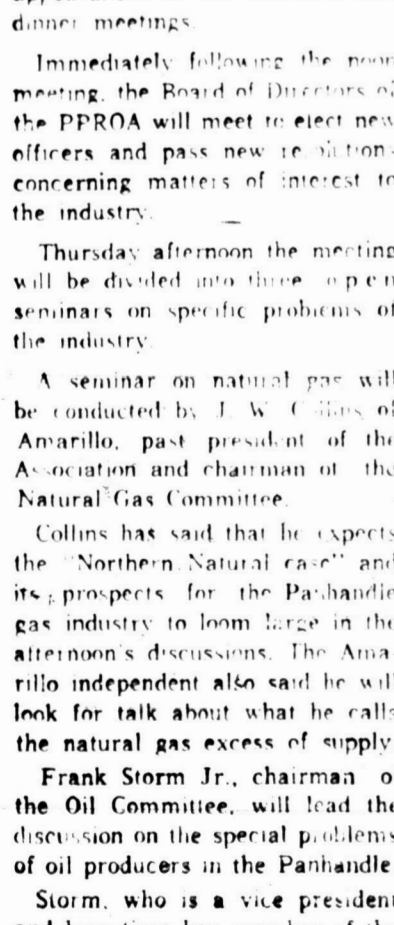 dinner meetings.
Immediately following the noon
meeting, the Board of Directors of
the PPROA will meet to elect new
officers and pass new resolutions
concerning matters of interest to
the industry.
Thursday afternoon the meeting
will be divided into three open
seminars on specific problems of
the industry.
A seminar on natural gas will
be conducted by J. W. Collins of
Amarillo, past president of the
Association and chairman of the
Natural Gas Committee.
Collins has said that he expects
the "Northern Natural case" and
its prospects for the Panhandle
gas industry to loom large in the
afternoon's discussions. The Ama-
rillo independent also said he will
look for talk about what he calls
the natural gas excess of supply.
Frank Storm Jr., chairman o
the Oil Committee, will lead the
discussion on the special problems
of oil producers in the Panhandle
Storm, who is a vice president